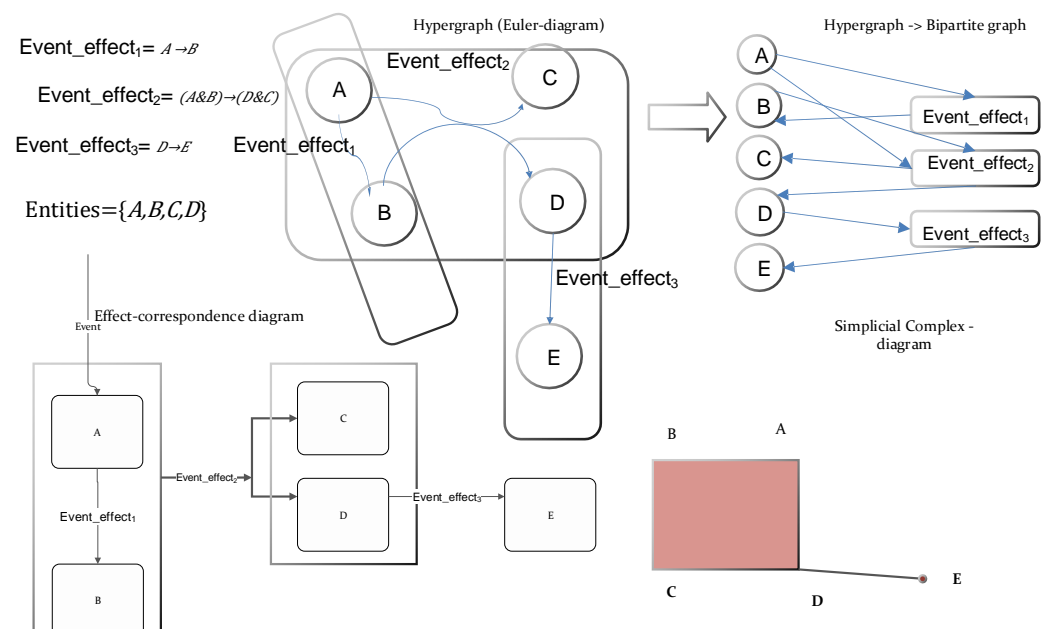 Event_effect1= A→B
Event_effect2= (A&B)→(D&C)
Event_effect3= D→E
Entities={A,B,C,D}
Hypergraph (Euler-diagram)
A
Event_effect2
C
Event_effect1
B
D
Event_effect3
E
Hypergraph -> Bipartite graph
A
B
Event_effect1
C
Event_effect2
D
Event_effect3
E
Effect-correspondence diagram
Event
A
Event_effect1
B
Event_effect2
C
D
Event_effect3
E
Simplicial Complex -
diagram
B
A
C
D
E